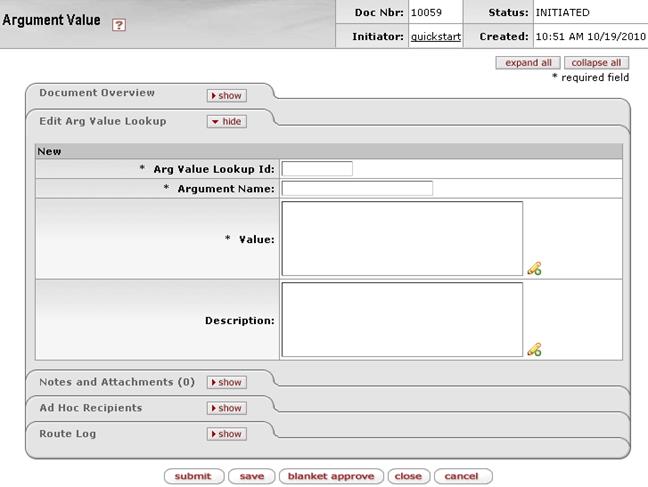 Argument Value ?
Doc Nbr: 10059 Status: INITIATED
Initiator: quickstart Created: 10:51 AM 10/19/2010
expand all collapse all
* required field
Document Overview show
Edit Arg Value Lookup hide
New
* Arg Value Lookup Id:
* Argument Name:
* Value:
Description:
Notes and Attachments (0) show
Ad Hoc Recipients show
Route Log show
submit save blanket approve close cancel